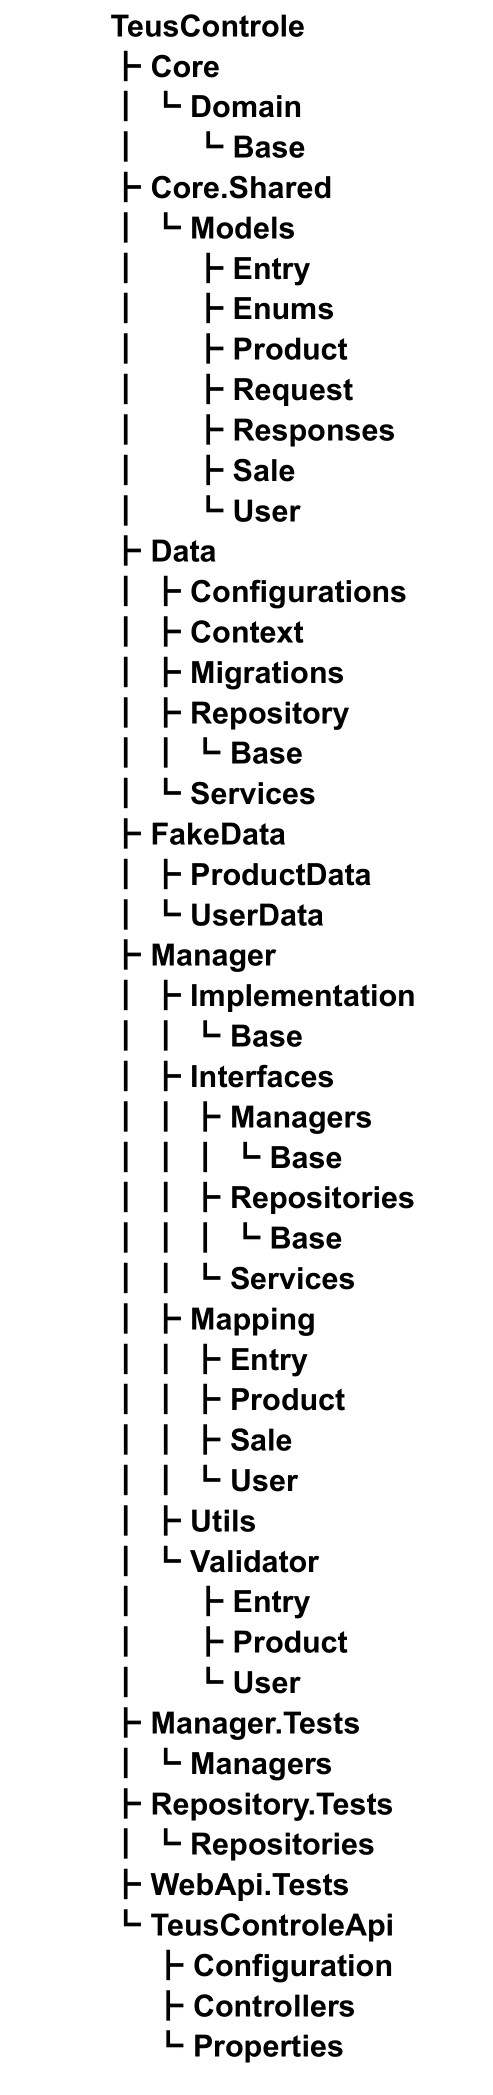 TeusControle
├ Core
│ └ Domain
│   └ Base
├ Core.Shared
│ └ Models
│   ├ Entry
│   ├ Enums
│   ├ Product
│   ├ Request
│   ├ Responses
│   ├ Sale
│   └ User
├ Data
│ ├ Configurations
│ ├ Context
│ ├ Migrations
│ ├ Repository
│ │ └ Base
│ └ Services
├ FakeData
│ ├ ProductData
│ └ UserData
├ Manager
│ ├ Implementation
│ │ └ Base
│ ├ Interfaces
│ │ ├ Managers
│ │ │ └ Base
│ │ ├ Repositories
│ │ │ └ Base
│ │ └ Services
│ ├ Mapping
│ │ ├ Entry
│ │ ├ Product
│ │ ├ Sale
│ │ └ User
│ ├ Utils
│ └ Validator
│   ├ Entry
│   ├ Product
│   └ User
├ Manager.Tests
│ └ Managers
├ Repository.Tests
│ └ Repositories
├ WebApi.Tests
└ TeusControleApi
  ├ Configuration
  ├ Controllers
  └ Properties